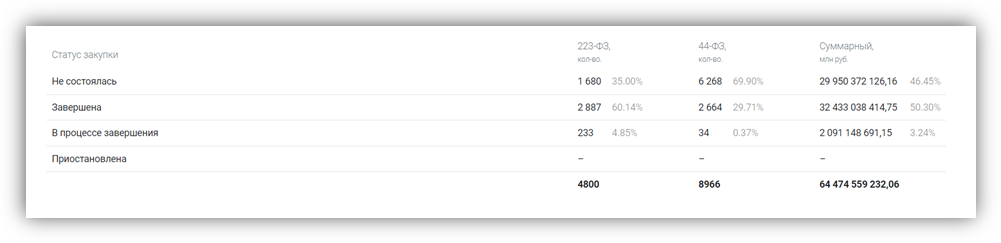 Статус закупки 223-ФЗ, кол-во. 44-ФЗ, кол-во. Суммарный, млн руб.
Не состоялась 1 680 35.00% 6 268 69.90% 29 950 372 126,16 46.45%
Завершена 2 887 60.14% 2 664 29.71% 32 433 038 414,75 50.30%
В процессе завершения 233 4.85% 34 0.37% 2 091 148 691,15 3.24%
Приостановлена – – –
4800 8966 64 474 559 232,06